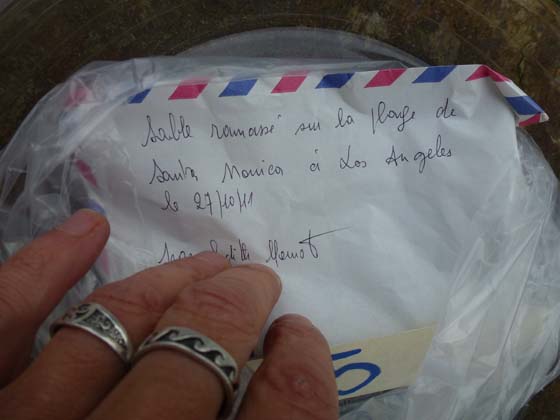 Sable ramassé sur la plage de
Santa Monica à Los Angeles
le 27/10/11